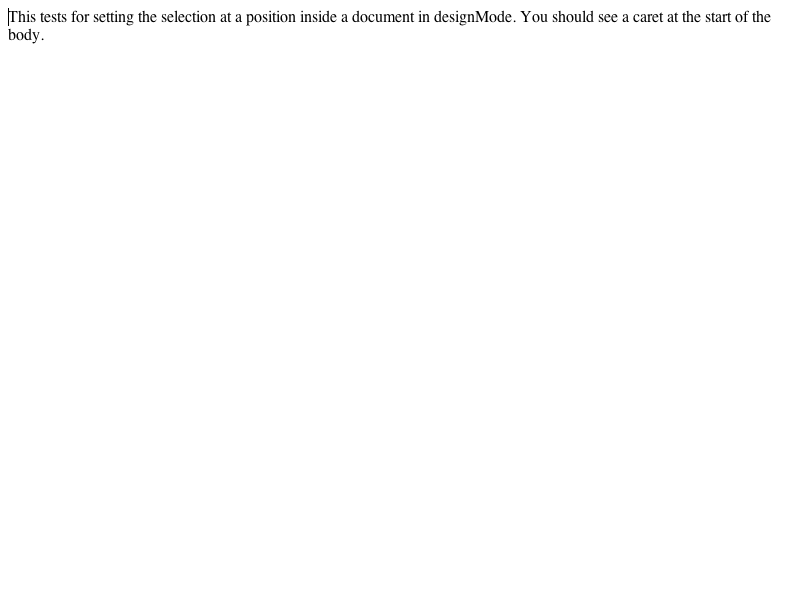 This tests for setting the selection at a position inside a document in designMode. You should see a caret at the start of the
body.